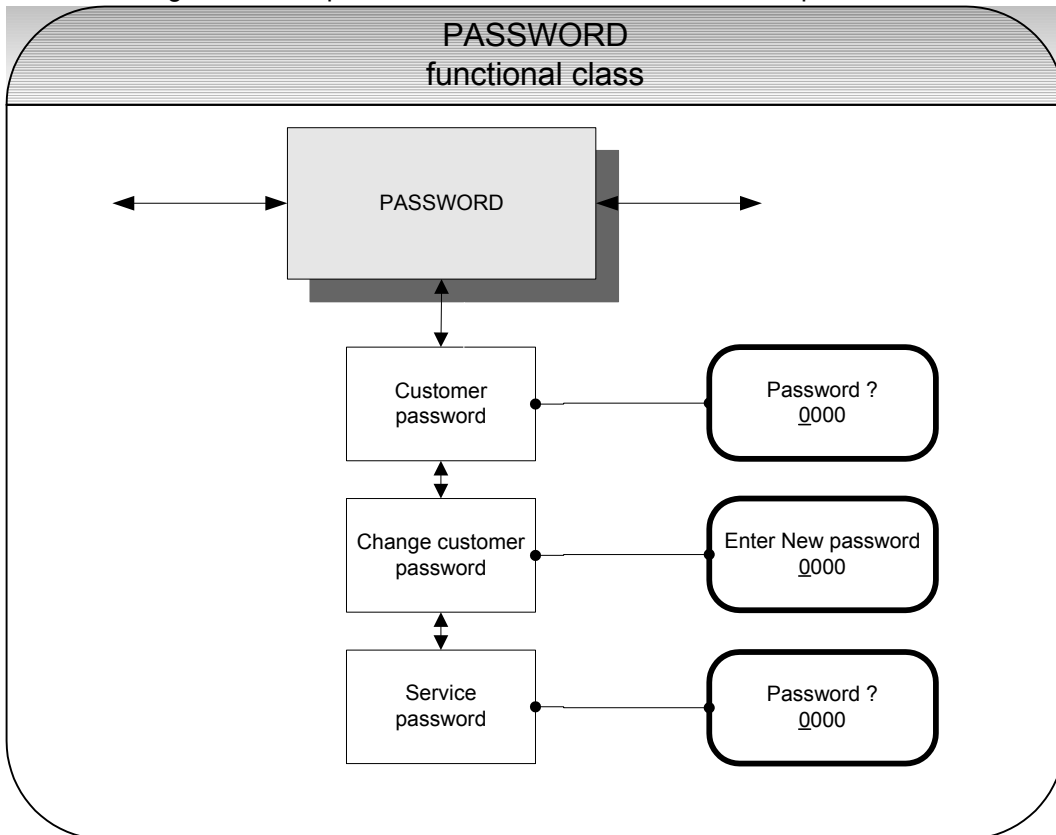 PASSWORD
functional class
PASSWORD
Customer
password
Password ?
0000
Change customer
password
Enter New password
0000
Service
password
Password ?
0000